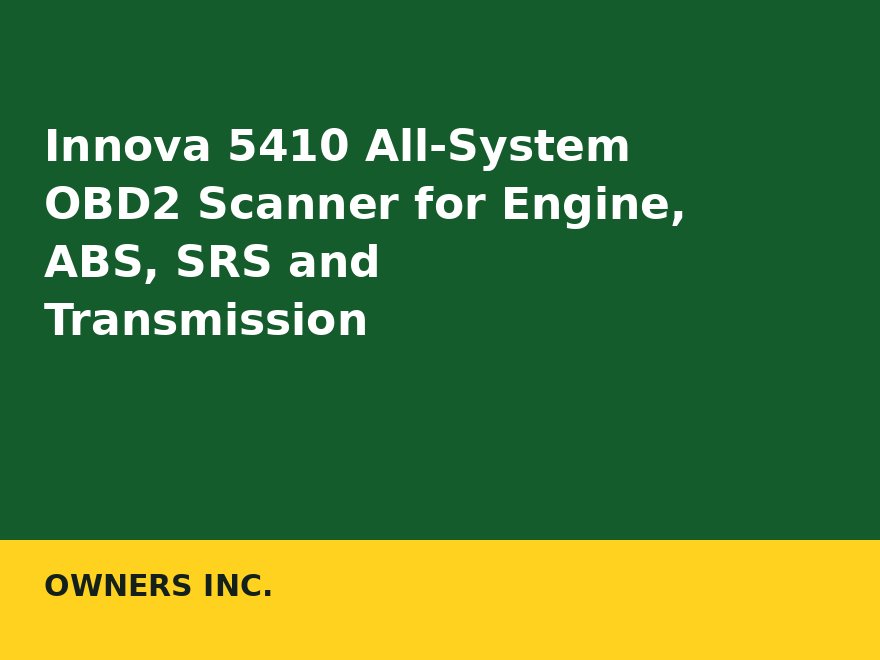 Innova 5410 All-System
OBD2 Scanner for Engine,
ABS, SRS and
Transmission
OWNERS INC.